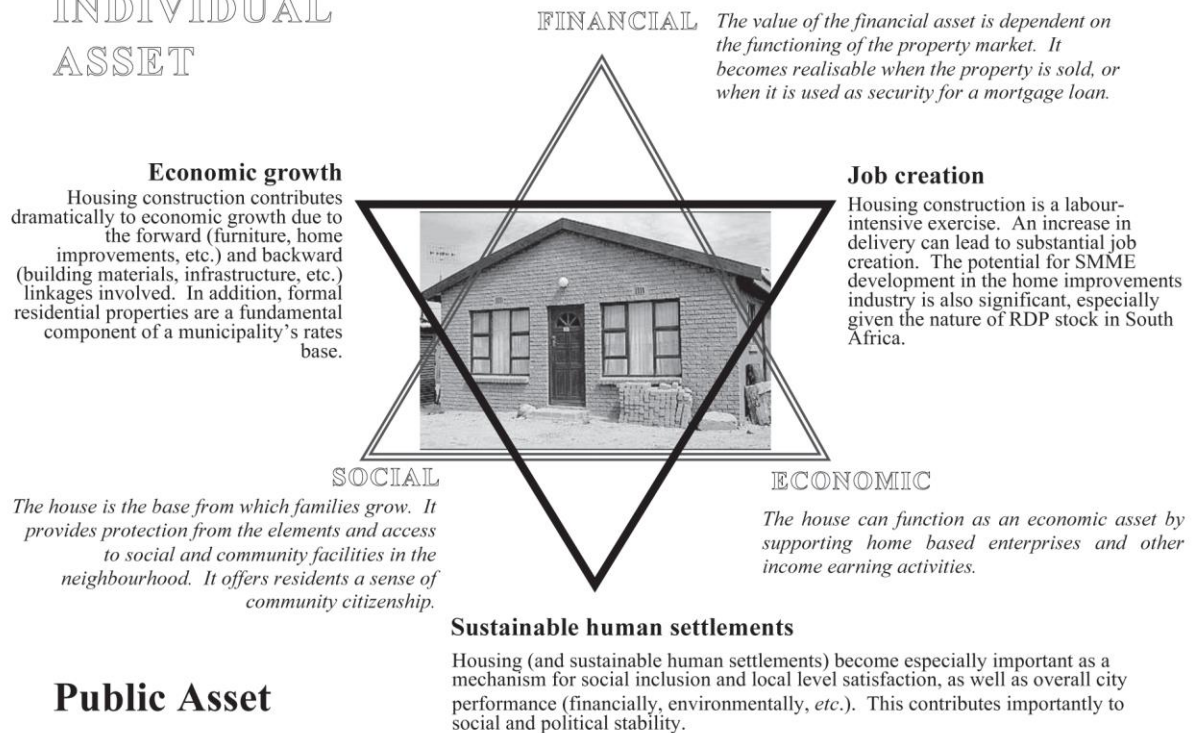 INDIVIDUAL
ASSET
FINANCIAL
The value of the financial asset is dependent on
the functioning of the property market. It
becomes realisable when the property is sold, or
when it is used as security for a mortgage loan.
Economic growth
Housing construction contributes
dramatically to economic growth due to
the forward (furniture, home
improvements, etc.) and backward
(building materials, infrastructure, etc.)
linkages involved. In addition, formal
residential properties are a fundamental
component of a municipality's rates
base.
Job creation
Housing construction is a labour-
intensive exercise. An increase in
delivery can lead to substantial job
creation. The potential for SMME
development in the home improvements
industry is also significant, especially
given the nature of RDP stock in South
Africa.
SOCIAL
The house is the base from which families grow. It
provides protection from the elements and access
to social and community facilities in the
neighbourhood. It offers residents a sense of
community citizenship.
ECONOMIC
The house can function as an economic asset by
supporting home based enterprises and other
income earning activities.
Sustainable human settlements
Housing (and sustainable human settlements) become especially important as a
mechanism for social inclusion and local level satisfaction, as well as overall city
performance (financially, environmentally, etc.). This contributes importantly to
social and political stability.
Public Asset